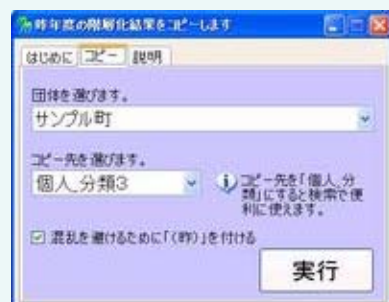 昨年度の階層化結果をコピーします
はじめに コピー 説明
団体を選びます。
サンプル町
コピー先を選びます。
個人_分類3
コピー先を「個人_分
類」にすると検索で便
利に使えます。
混乱を避けるために「(昨)」を付ける
実行